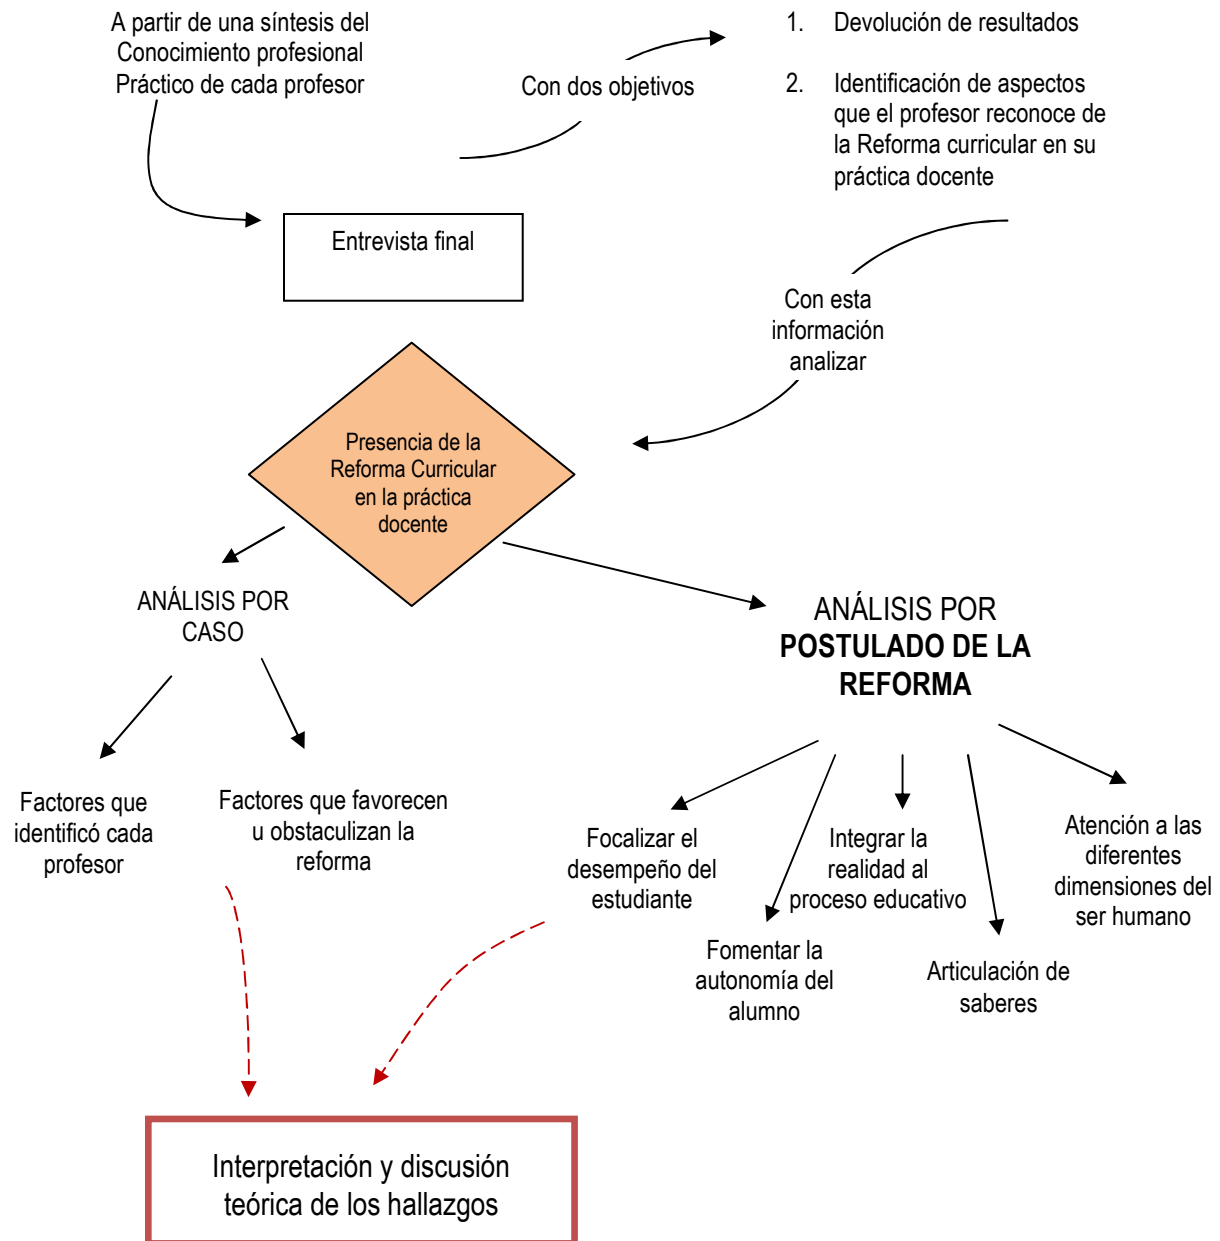 A partir de una síntesis del
Conocimiento profesional
Práctico de cada profesor
Con dos objetivos
1. Devolución de resultados
2. Identificación de aspectos
que el profesor reconoce de
la Reforma curricular en su
práctica docente
Entrevista final
Con esta
información
analizar
Presencia de la
Reforma Curricular
en la práctica
docente
ANÁLISIS POR
CASO
ANÁLISIS POR
POSTULADO DE LA
REFORMA
Factores que
identificó cada
profesor
Factores que favorecen
u obstaculizan la
reforma
Focalizar el
desempeño del
estudiante
Fomentar la
autonomía del
alumno
Integrar la
realidad al
proceso educativo
Articulación de
saberes
Atención a las
diferentes
dimensiones del
ser humano
Interpretación y discusión
teórica de los hallazgos